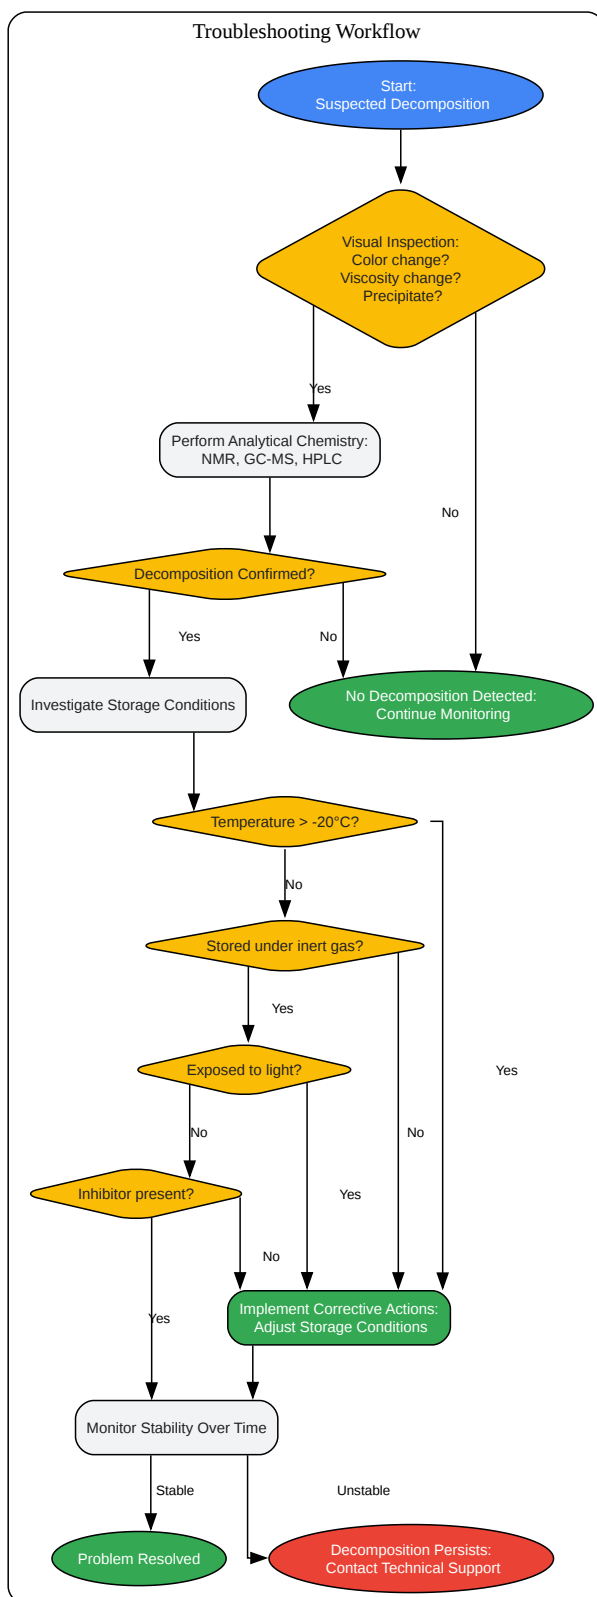 Troubleshooting Workflow
Start:
Suspected Decomposition
Visual Inspection:
Color change?
Viscosity change?
Precipitate?
Yes
Perform Analytical Chemistry:
NMR, GC-MS, HPLC
No
Decomposition Confirmed?
Yes
No
Investigate Storage Conditions
No Decomposition Detected:
Continue Monitoring
Temperature > -20°C?
No
Stored under inert gas?
Yes
Exposed to light?
Yes
No
No
Inhibitor present?
Yes
No
Implement Corrective Actions:
Adjust Storage Conditions
Yes
Monitor Stability Over Time
Stable
Unstable
Problem Resolved
Decomposition Persists:
Contact Technical Support